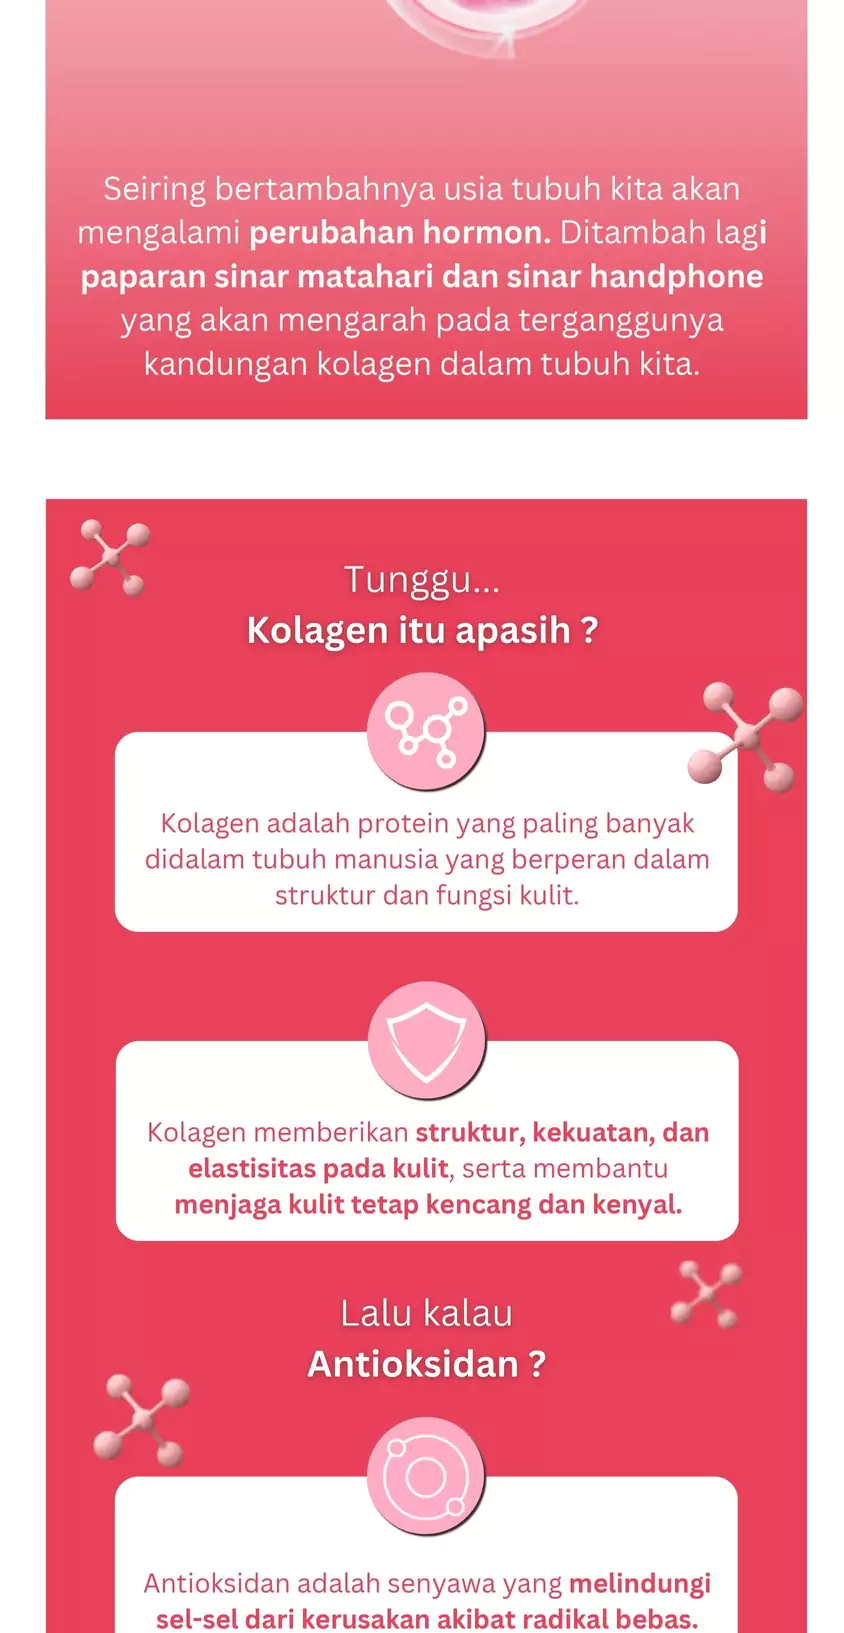 Seiring bertambahnya usia tubuh kita akan
mengalami perubahan hormon. Ditambah lagi
paparan sinar matahari dan sinar handphone
yang akan mengarah pada terganggunya
kandungan kolagen dalam tubuh kita.
Tunggu...
Kolagen itu apasih ?
Kolagen adalah protein yang paling banyak
didalam tubuh manusia yang berperan dalam
struktur dan fungsi kulit.
Kolagen memberikan struktur, kekuatan, dan
elastisitas pada kulit, serta membantu
menjaga kulit tetap kencang dan kenyal.
Lalu kalau
Antioksidan ?
Antioksidan adalah senyawa yang melindungi
sel-sel dari kerusakan akibat radikal bebas.